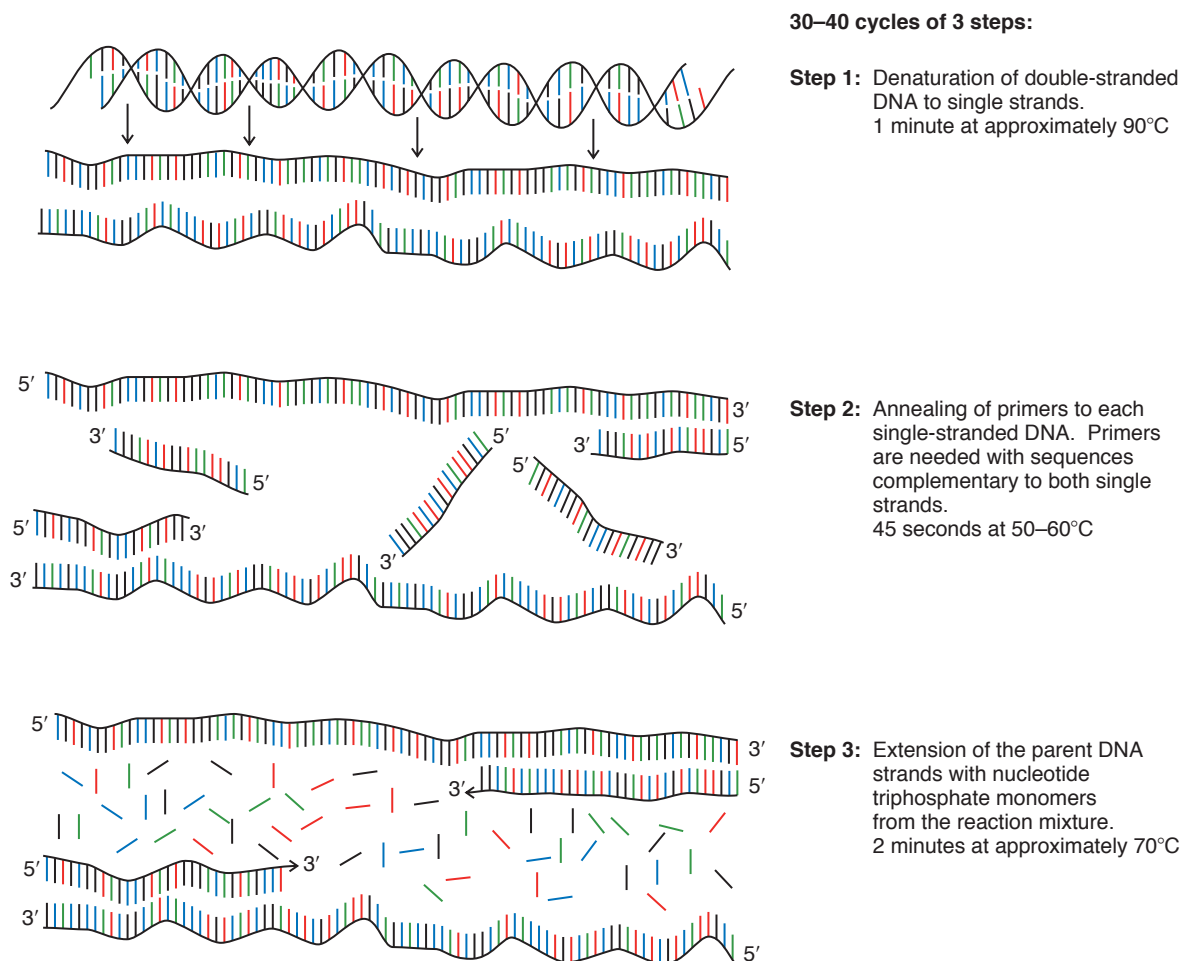 30–40 cycles of 3 steps:
Step 1: Denaturation of double-stranded
DNA to single strands.
1 minute at approximately 90°C
5′
3′
3′
5′
3′
5′
5′
3′
5′
3′
3′
5′
3′
5′
Step 2: Annealing of primers to each
single-stranded DNA. Primers
are needed with sequences
complementary to both single
strands.
45 seconds at 50–60°C
5′
3′
3′
5′
5′
3′
3′
5′
Step 3: Extension of the parent DNA
strands with nucleotide
triphosphate monomers
from the reaction mixture.
2 minutes at approximately 70°C